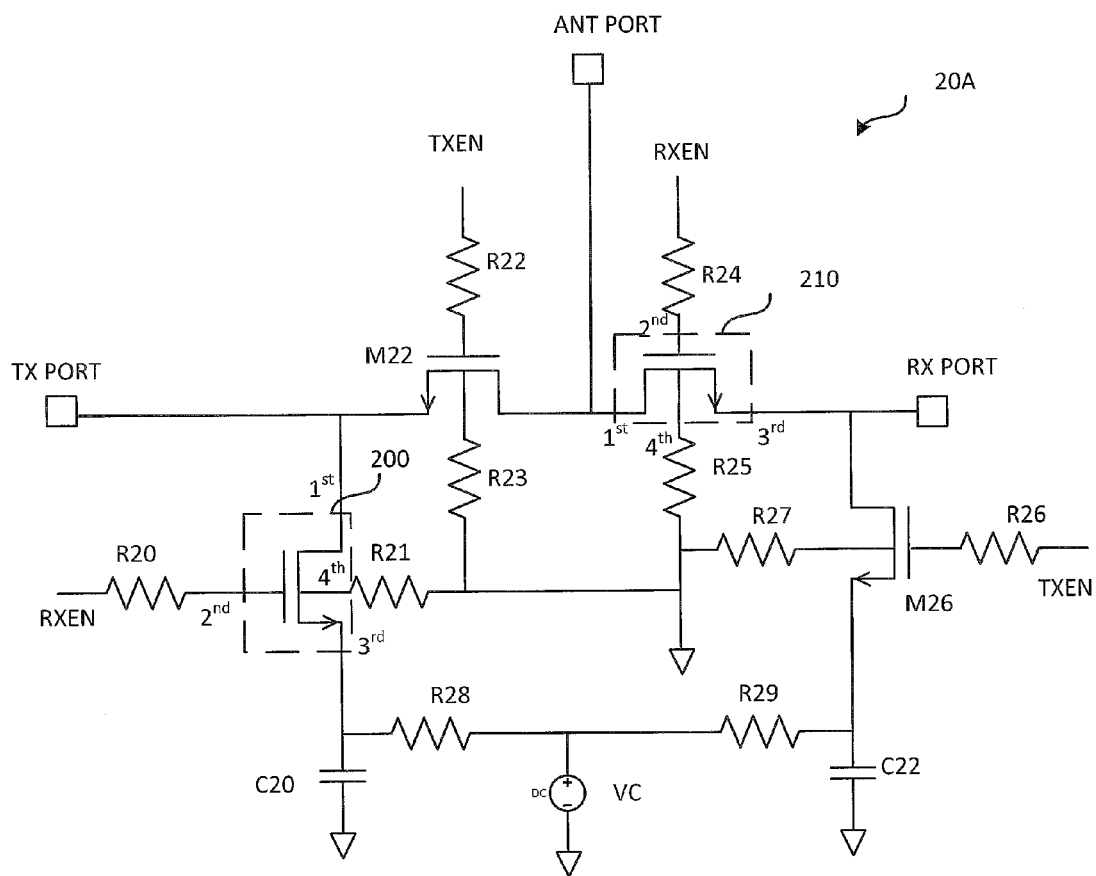 ANT PORT
20A
TXEN
RXEN
R22
R24
210
2nd
M22
TX PORT
RX PORT
1st
4th
3rd
200
R23
R25
1st
R27
R26
R20
R21
4th
RXEN
2nd
3rd
M26
TXEN
R28
R29
C20
DC
VC
C22